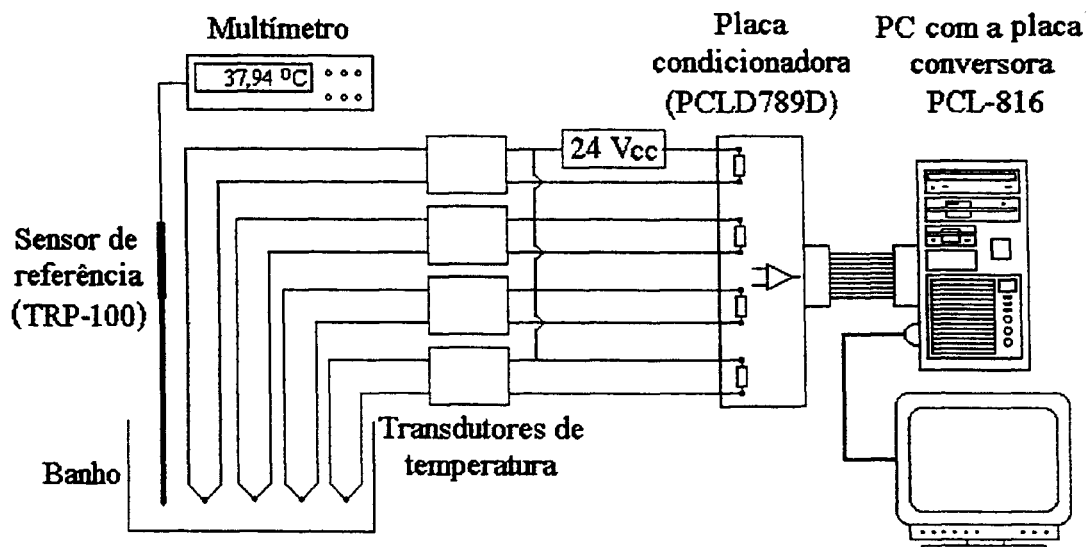 Multímetro
37,94 ºC
Placa
condicionadora
(PCLD789D)
PC com a placa
conversora
PCL-816
24 Vcc
Sensor de
referência
(TRP-100)
Transdutores de
temperatura
Banho